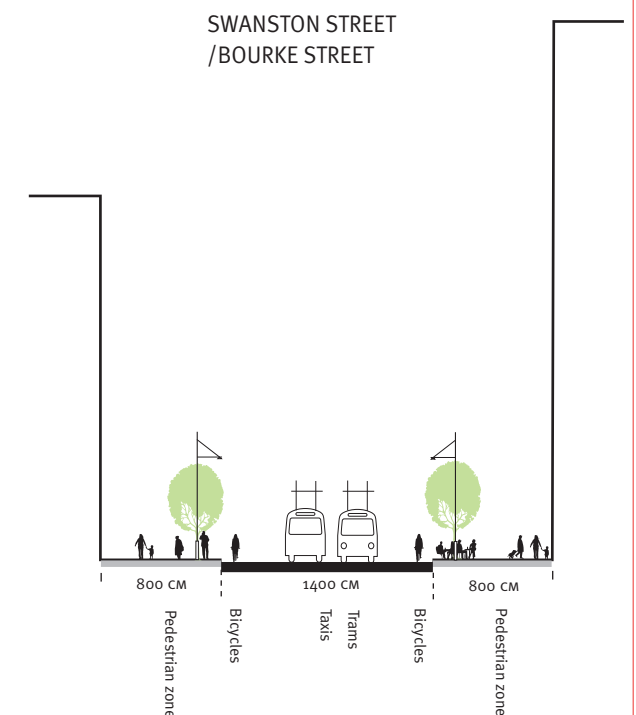 SWANSTON STREET
/BOURKE STREET
800 CM
1400 CM
800 CM
Pedestrian zone
Bicycles
Taxis
Trams
Bicycles
Pedestrian zone